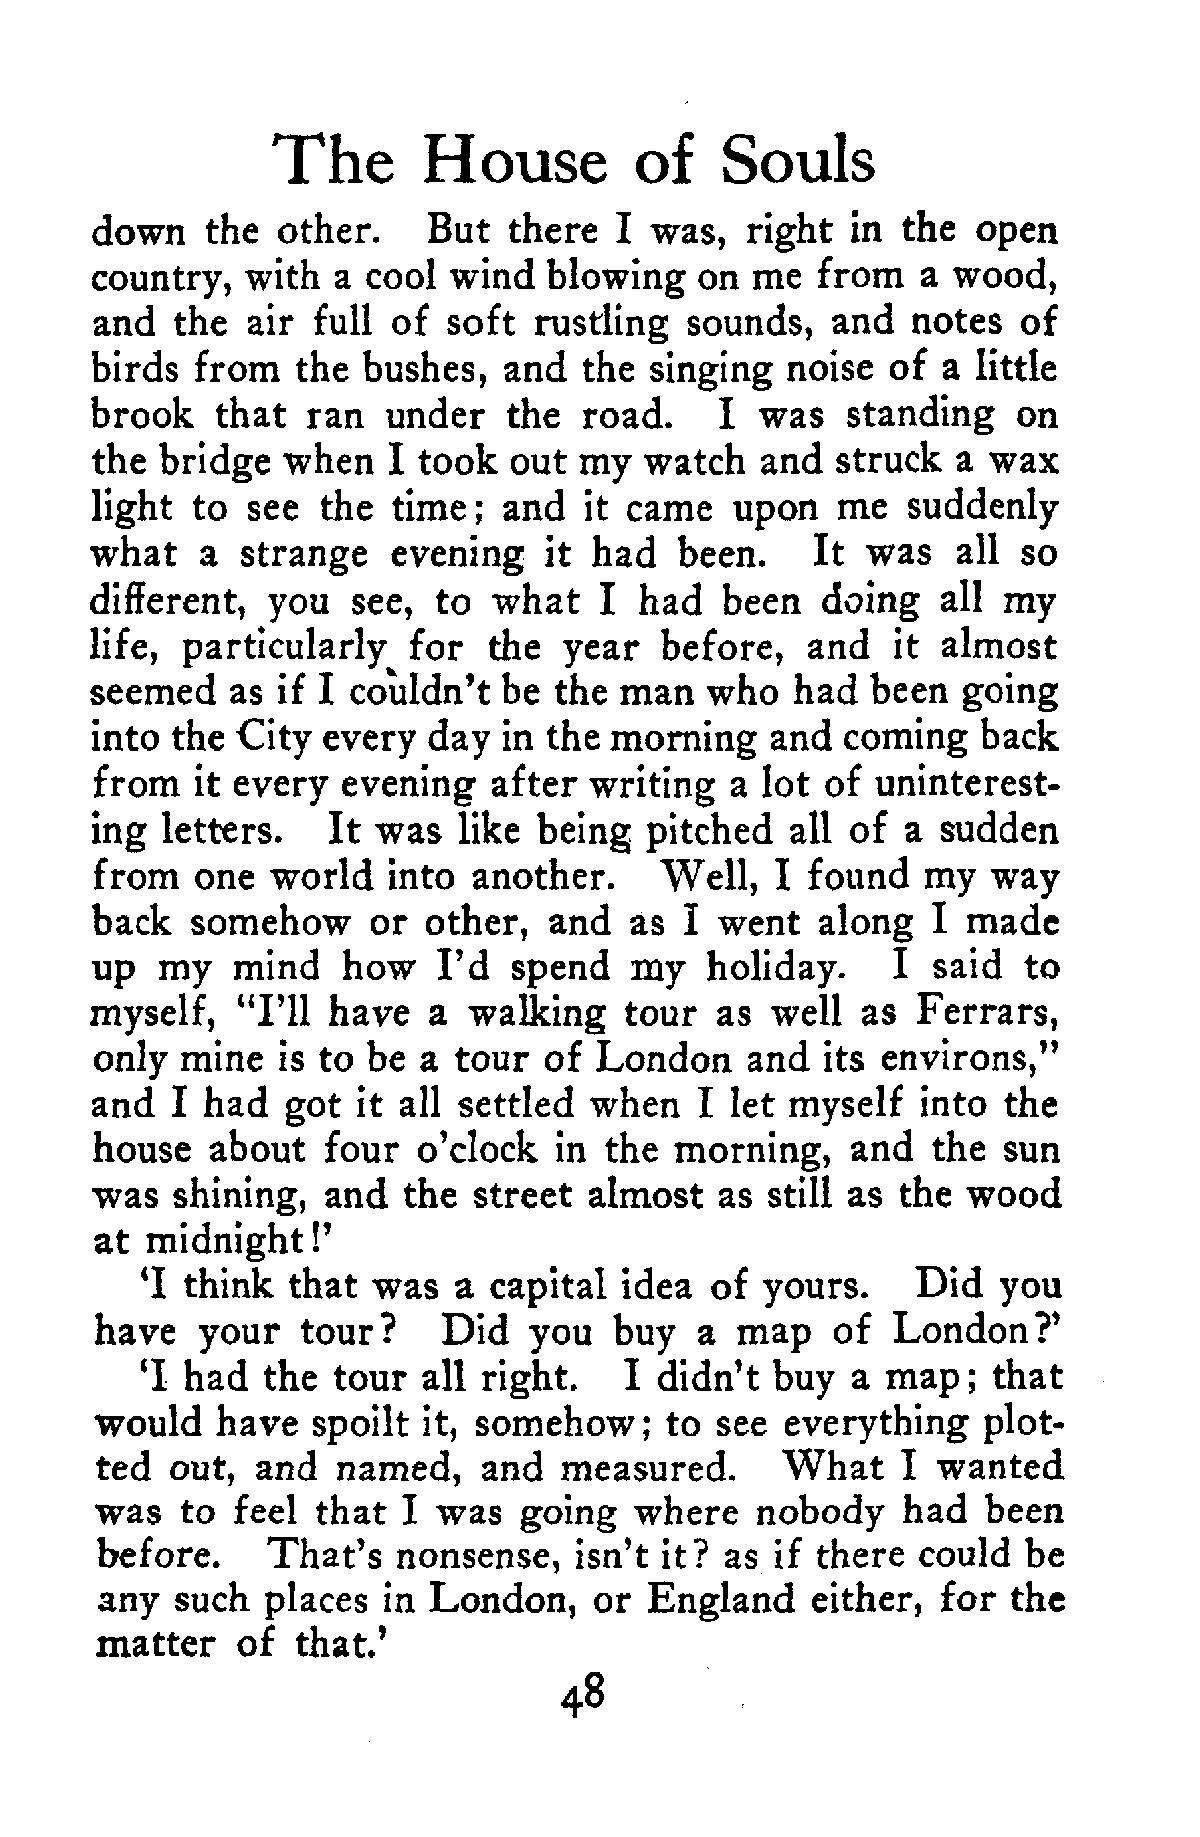 The House of Souls
down the other. But there I was, right in the open
country, with a cool wind blowing on me from a wood,
and the air full of soft rustling sounds, and notes of
birds from the bushes, and the singing noise of a little
brook that ran under the road. I was standing on
the bridge when I took out my watch and struck a wax
light to see the time; and it came upon me suddenly
what a strange evening it had been. It was all so
different, you see, to what I had been doing all my
life, particularly for the year before, and it almost
seemed as if I couldn't be the man who had been going
into the City every day in the morning and coming back
from it every evening after writing a lot of uninterest-
ing letters. It was like being pitched all of a sudden
from one world into another. Well, I found my way
back somehow or other, and as I went along I made
up my mind how I'd spend my holiday. I said to
myself, “I'll have a walking tour as well as Ferrars,
only mine is to be a tour of London and its environs,”
and I had got it all settled when I let myself into the
house about four o'clock in the morning, and the sun
was shining, and the street almost as still as the wood
at midnight!’
‘I think that was a capital idea of yours. Did you
have your tour? Did you buy a map of London?’
‘I had the tour all right. I didn't buy a map; that
would have spoilt it, somehow; to see everything plot-
ted out, and named, and measured. What I wanted
was to feel that I was going where nobody had been
before. That's nonsense, isn't it? as if there could be
any such places in London, or England either, for the
matter of that.’
48